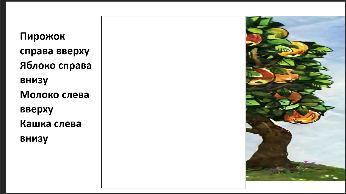 Пирожок
справа вверху
Яблоко справа
внизу
Молоко слева
вверху
Кашка слева
внизу